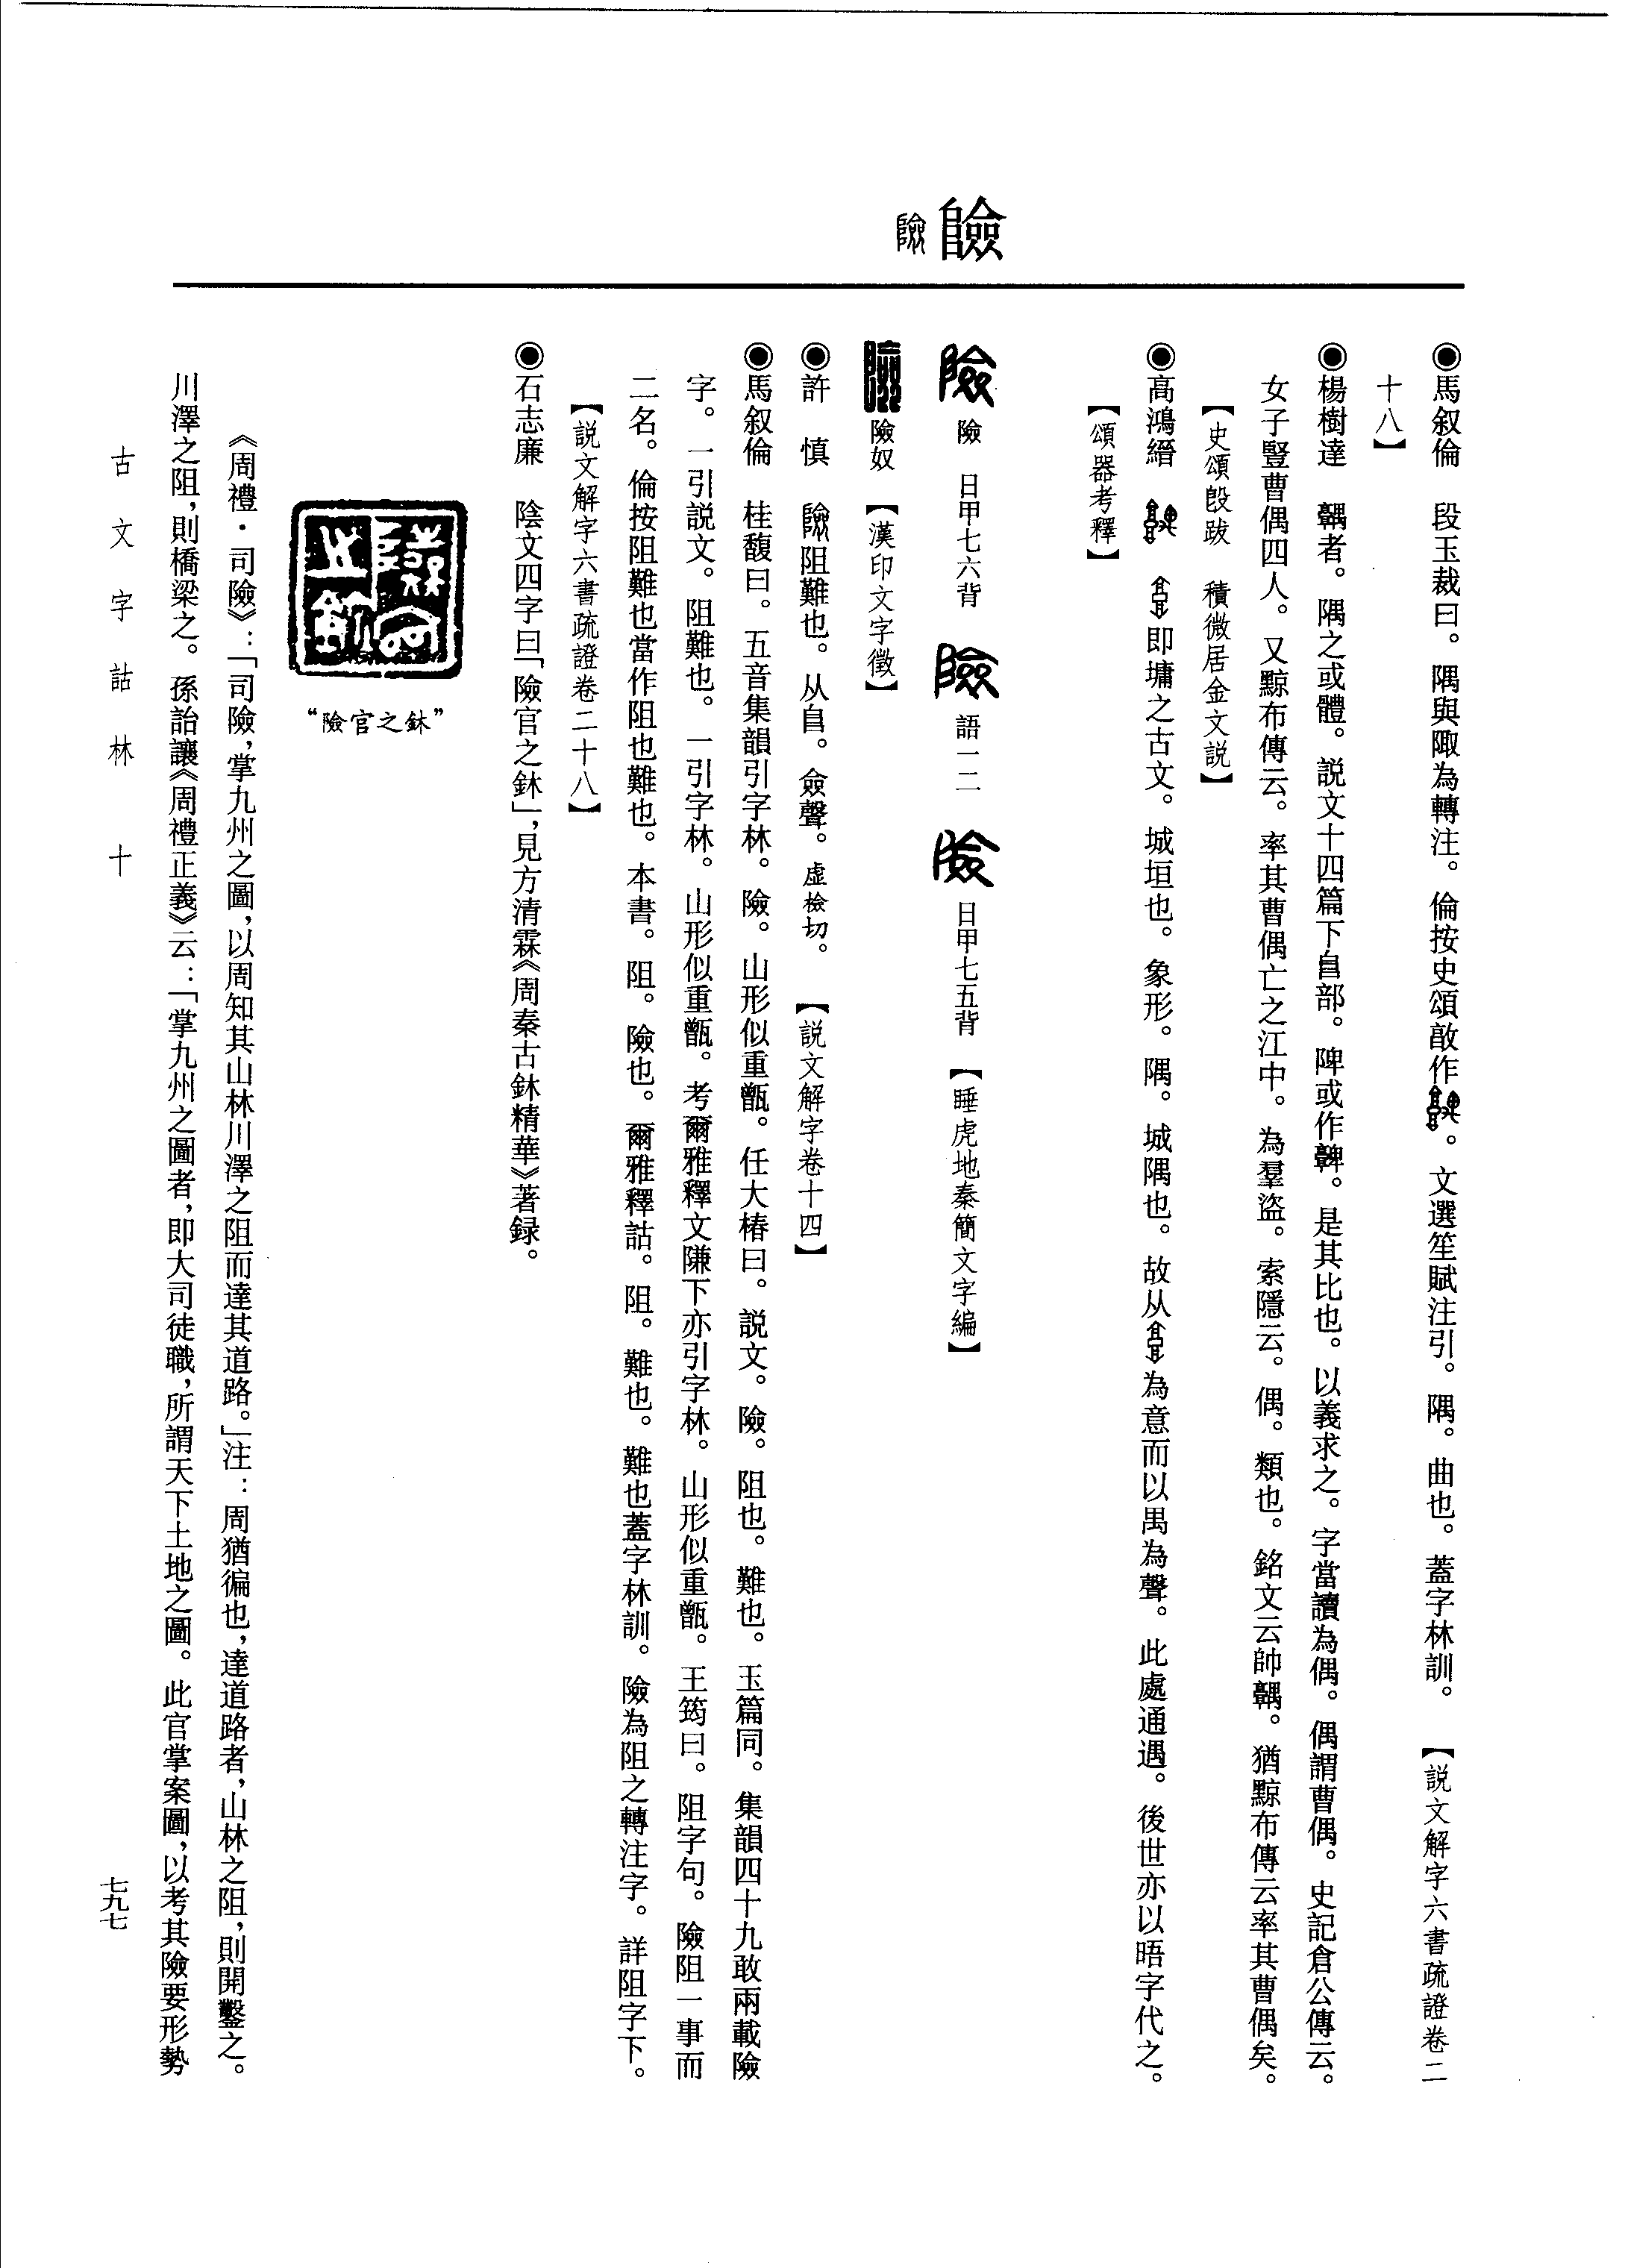 險
◉馬叙倫 段玉裁曰。隅與陬為轉注。倫按史頌敢作。文選笙賦注引。隅。曲也。蓋字林訓。 【説文解字六書疏證卷二
十八】
◉楊樹達 𩫨者。隅之或體。説文十四篇下𨸏部。陴或作𩫖。是其比也。以義求之。字當讀為偶。偶謂曹偶。史記倉公傳云。
女子豎曹偶四人。又黥布傳云。率其曹偶亡之江中。為羣盜。索隱云。偶。類也。銘文云帥𩫨。猶黥布傳云率其曹偶矣。
【史頌𣪘跋 積微居金文説】
◉高鴻縉 即墉之古文。城垣也。象形。隅。城隅也。故从為意而以禺為聲。此處通遇。後世亦以晤字代之。
【頌器考釋】
險 日甲七六背 語一二 日甲七五背 【睡虎地秦簡文字編】
險奴 【漢印文字徵】
◉許 慎 阻難也。从𨸏。僉聲。虛檢切。 【説文解字卷十四】
◉馬叙倫 桂馥曰。五音集韻引字林。險。山形似重甑。任大椿曰。説文。險。阻也。難也。玉篇同。集韻四十九敢兩載險
字。一引説文。阻難也。一引字林。山形似重甑。考爾雅釋文隒下亦引字林。山形似重甑。王筠曰。阻字句。險阻一事而
二名。倫按阻難也當作阻也難也。本書。阻。險也。爾雅釋詁。阻。難也。難也蓋字林訓。險為阻之轉注字。詳阻字下。
【説文解字六書疏證卷二十八】
◉石志廉 陰文四字曰「險官之鉨」,見方清霖《周秦古鉨精華》著録。
“險官之鉨”
《周禮·司險》:「司險,掌九州之圖,以周知其山林川澤之阻而達其道路。」注:周猶徧也,達道路者,山林之阻,則開鑿之。
川澤之阻,則橋梁之。孫詒讓《周禮正義》云:「掌九州之圖者,即大司徒職,所謂天下土地之圖。此官掌案圖,以考其險要形勢
古文字詁林 十
七九七